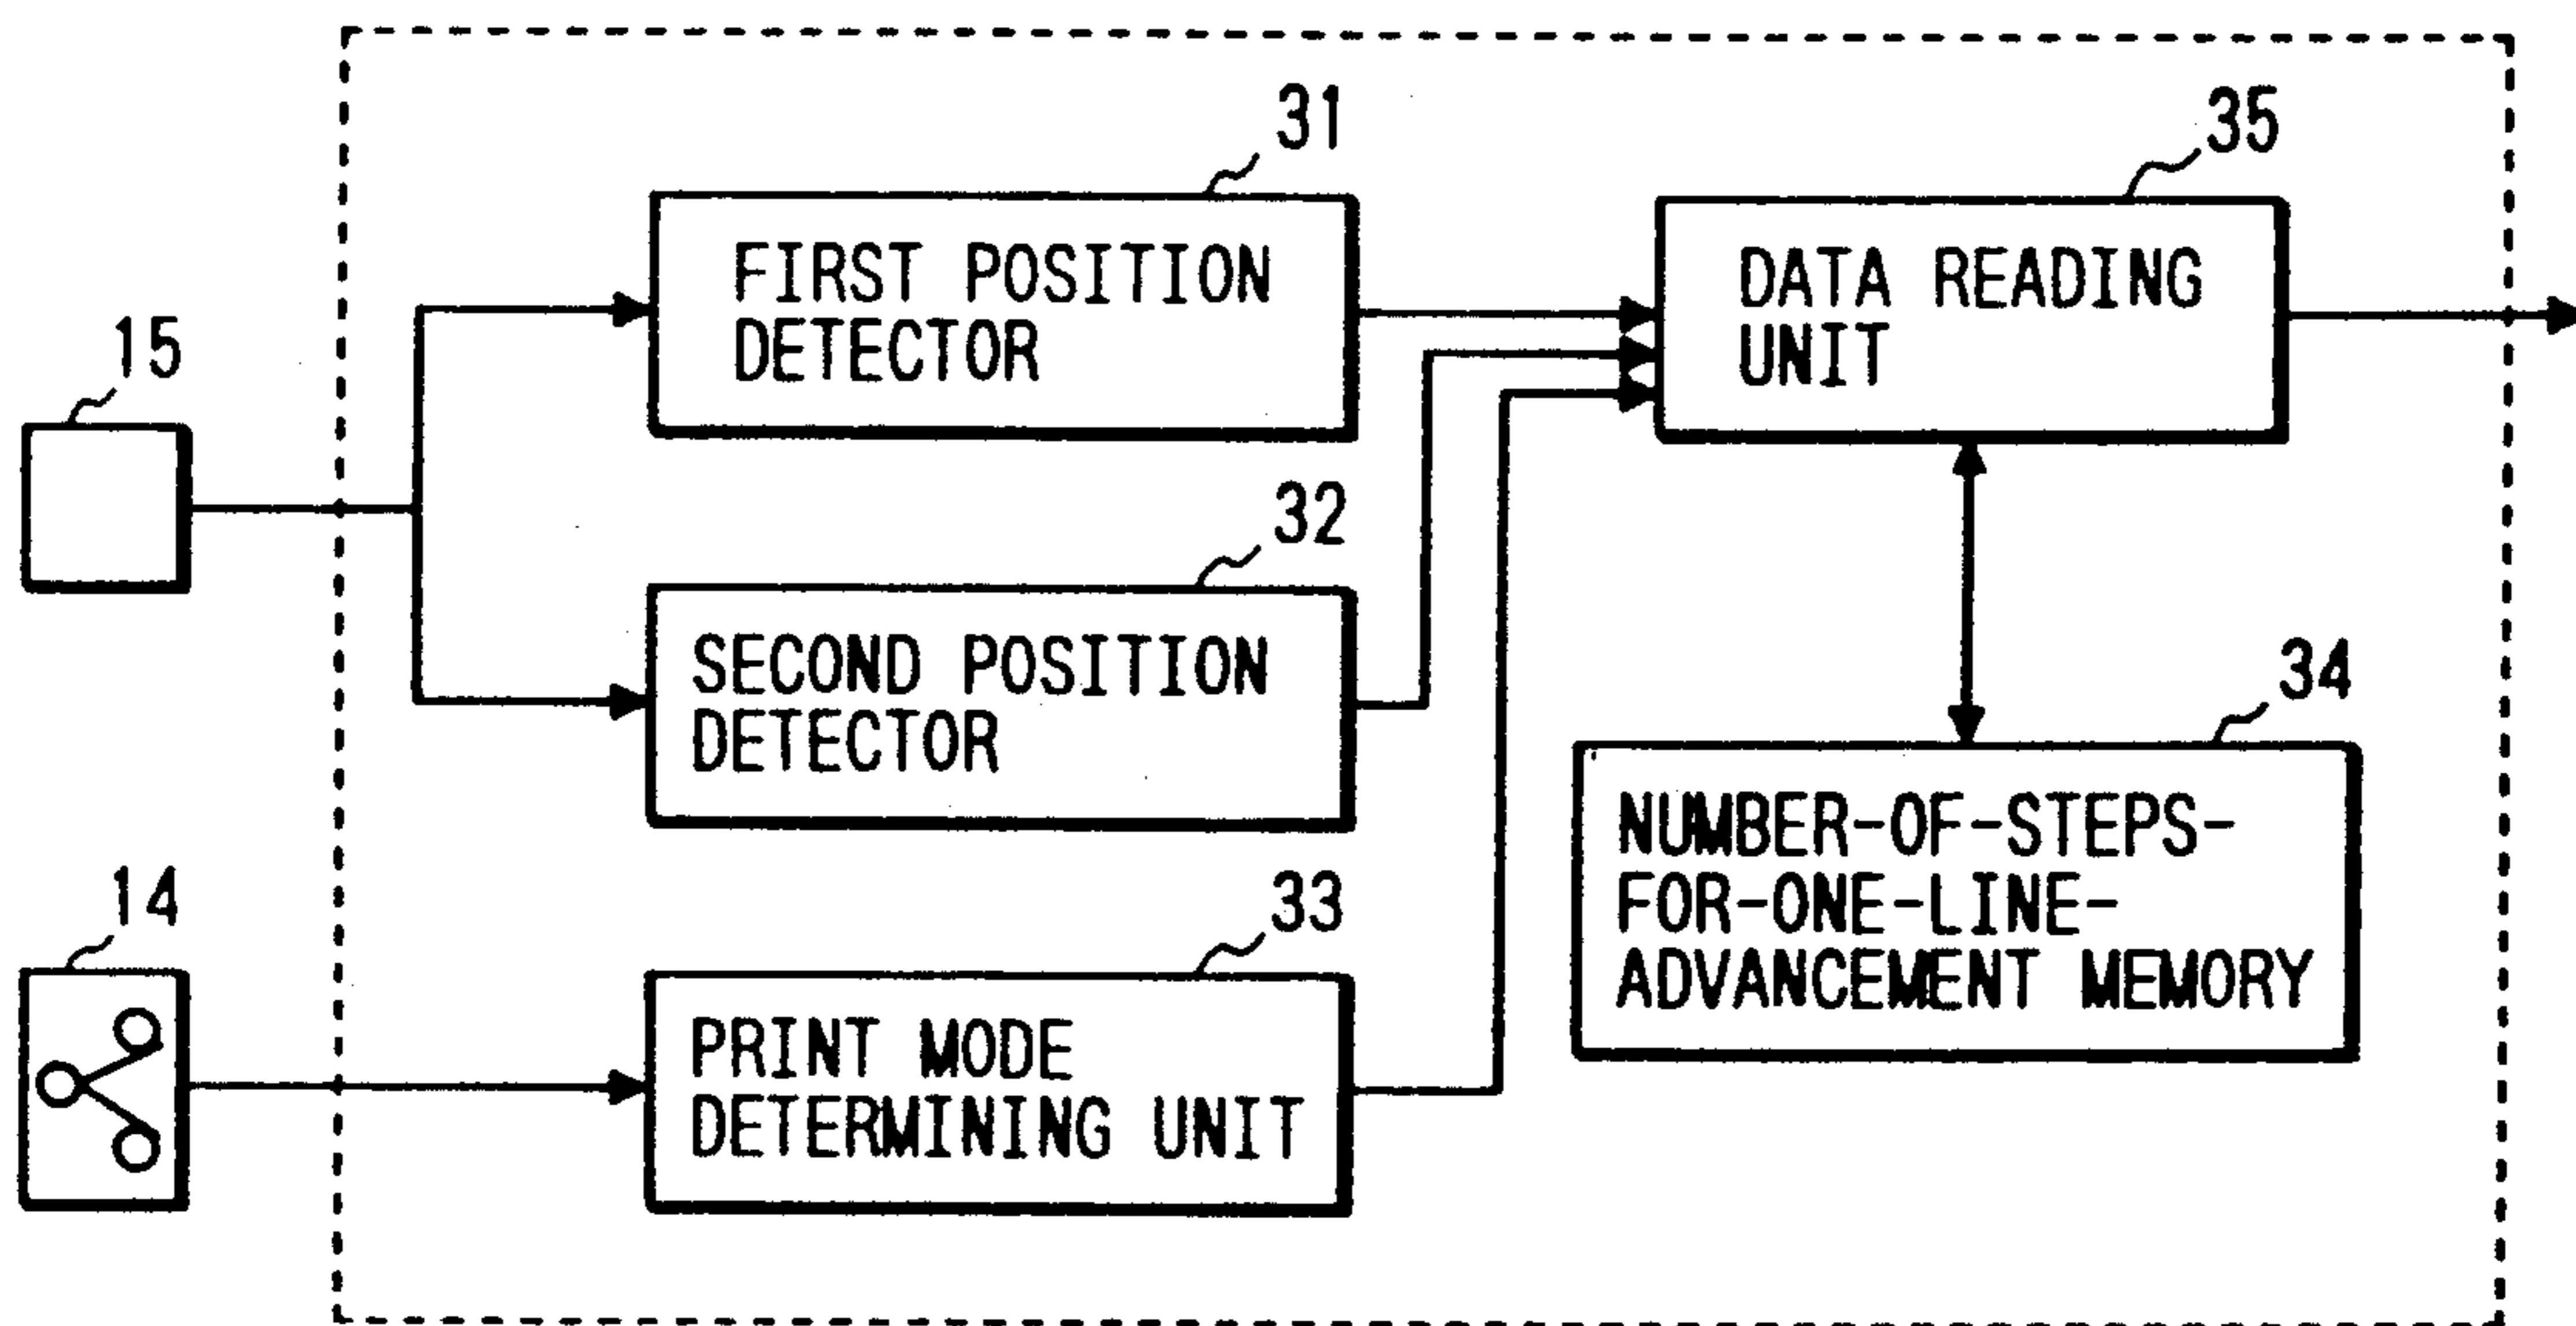 31
FIRST POSITION
DETECTOR
35
DATA READING
UNIT
15
32
SECOND POSITION
DETECTOR
34
NUMBER-OF-STEPS-
FOR-ONE-LINE-
ADVANCEMENT MEMORY
14
33
PRINT MODE
DETERMINING UNIT